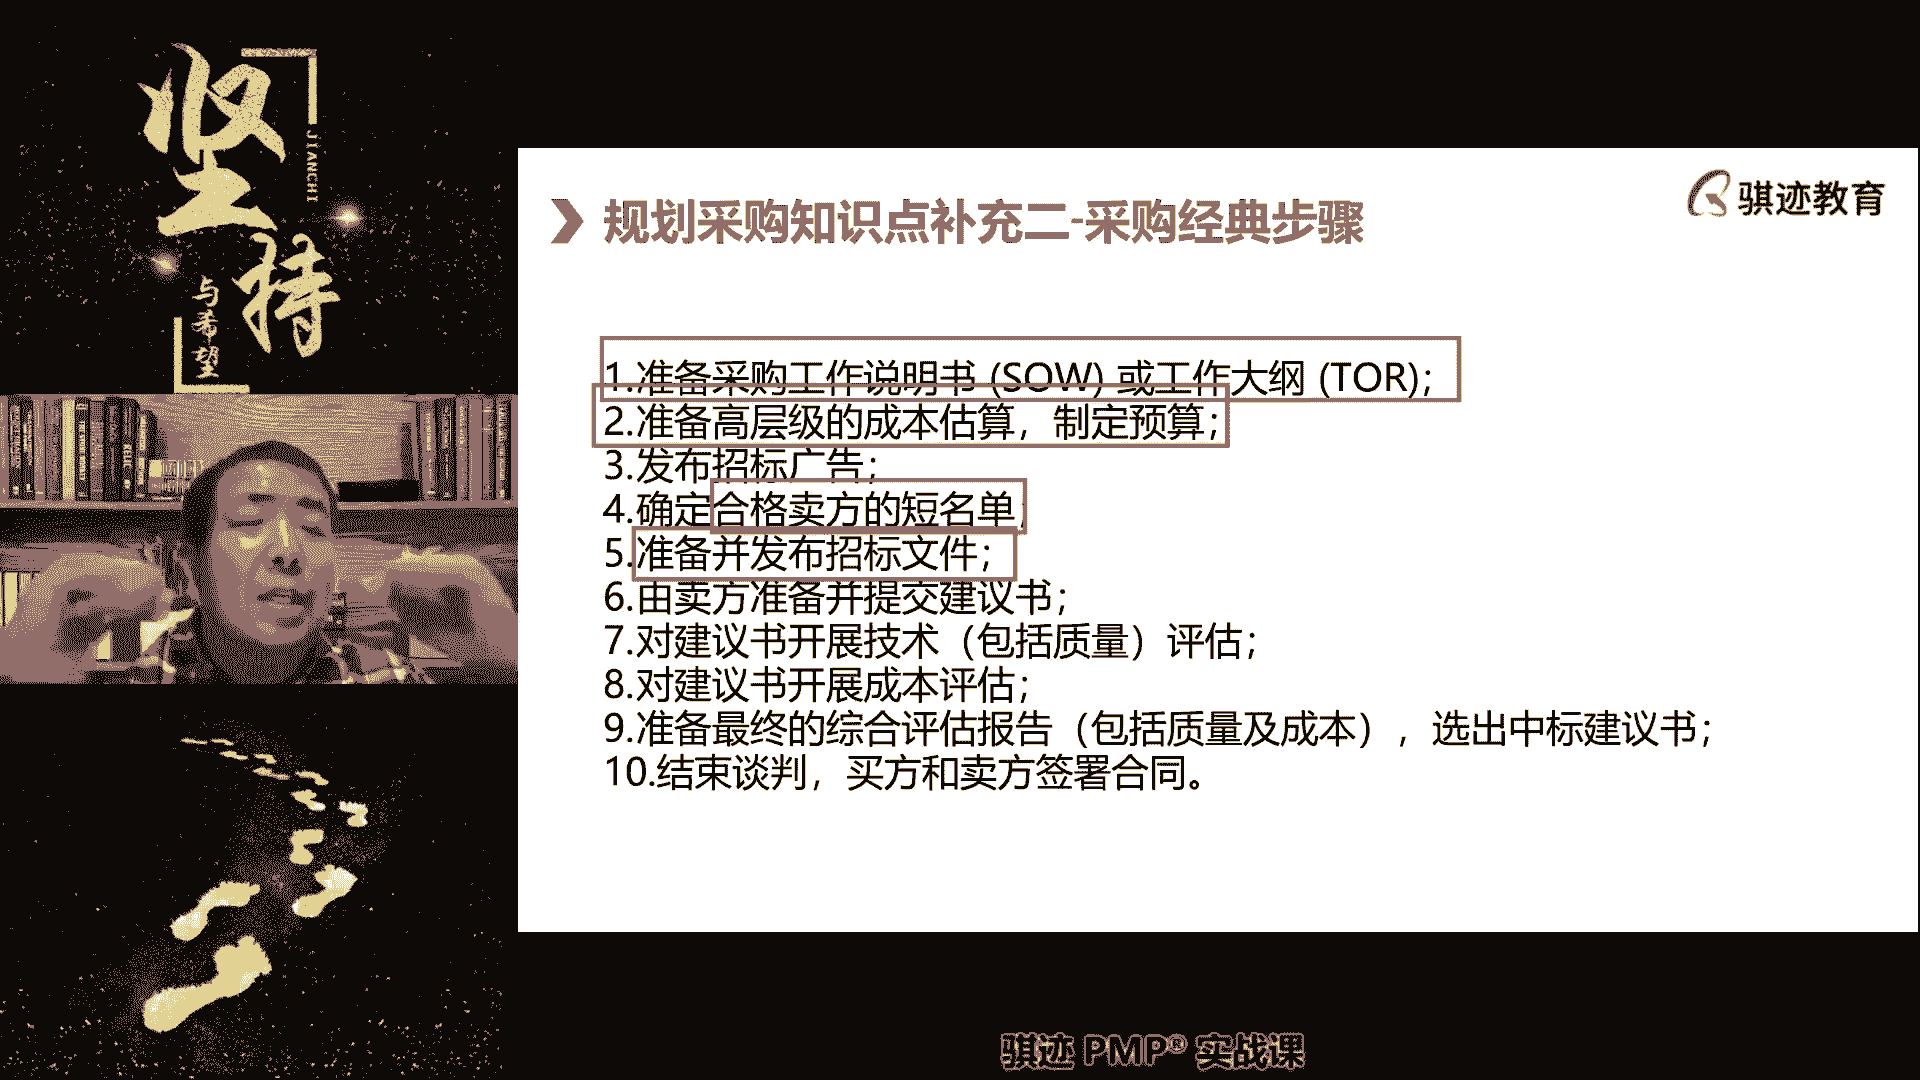 坚持
JIANCHI
与希望
骐迹教育
规划采购知识点补充二-采购经典步骤
1.准备采购工作说明书 (SOW) 或工作大纲 (TOR)；
2.准备高层级的成本估算，制定预算；
3.发布招标广告；
4.确定合格卖方的短名单；
5.准备并发布招标文件；
6.由卖方准备并提交建议书；
7.对建议书开展技术（包括质量）评估；
8.对建议书开展成本评估；
9.准备最终的综合评估报告（包括质量及成本），选出中标建议书；
10.结束谈判，买方和卖方签署合同。
骐迹 PMP® 实战课